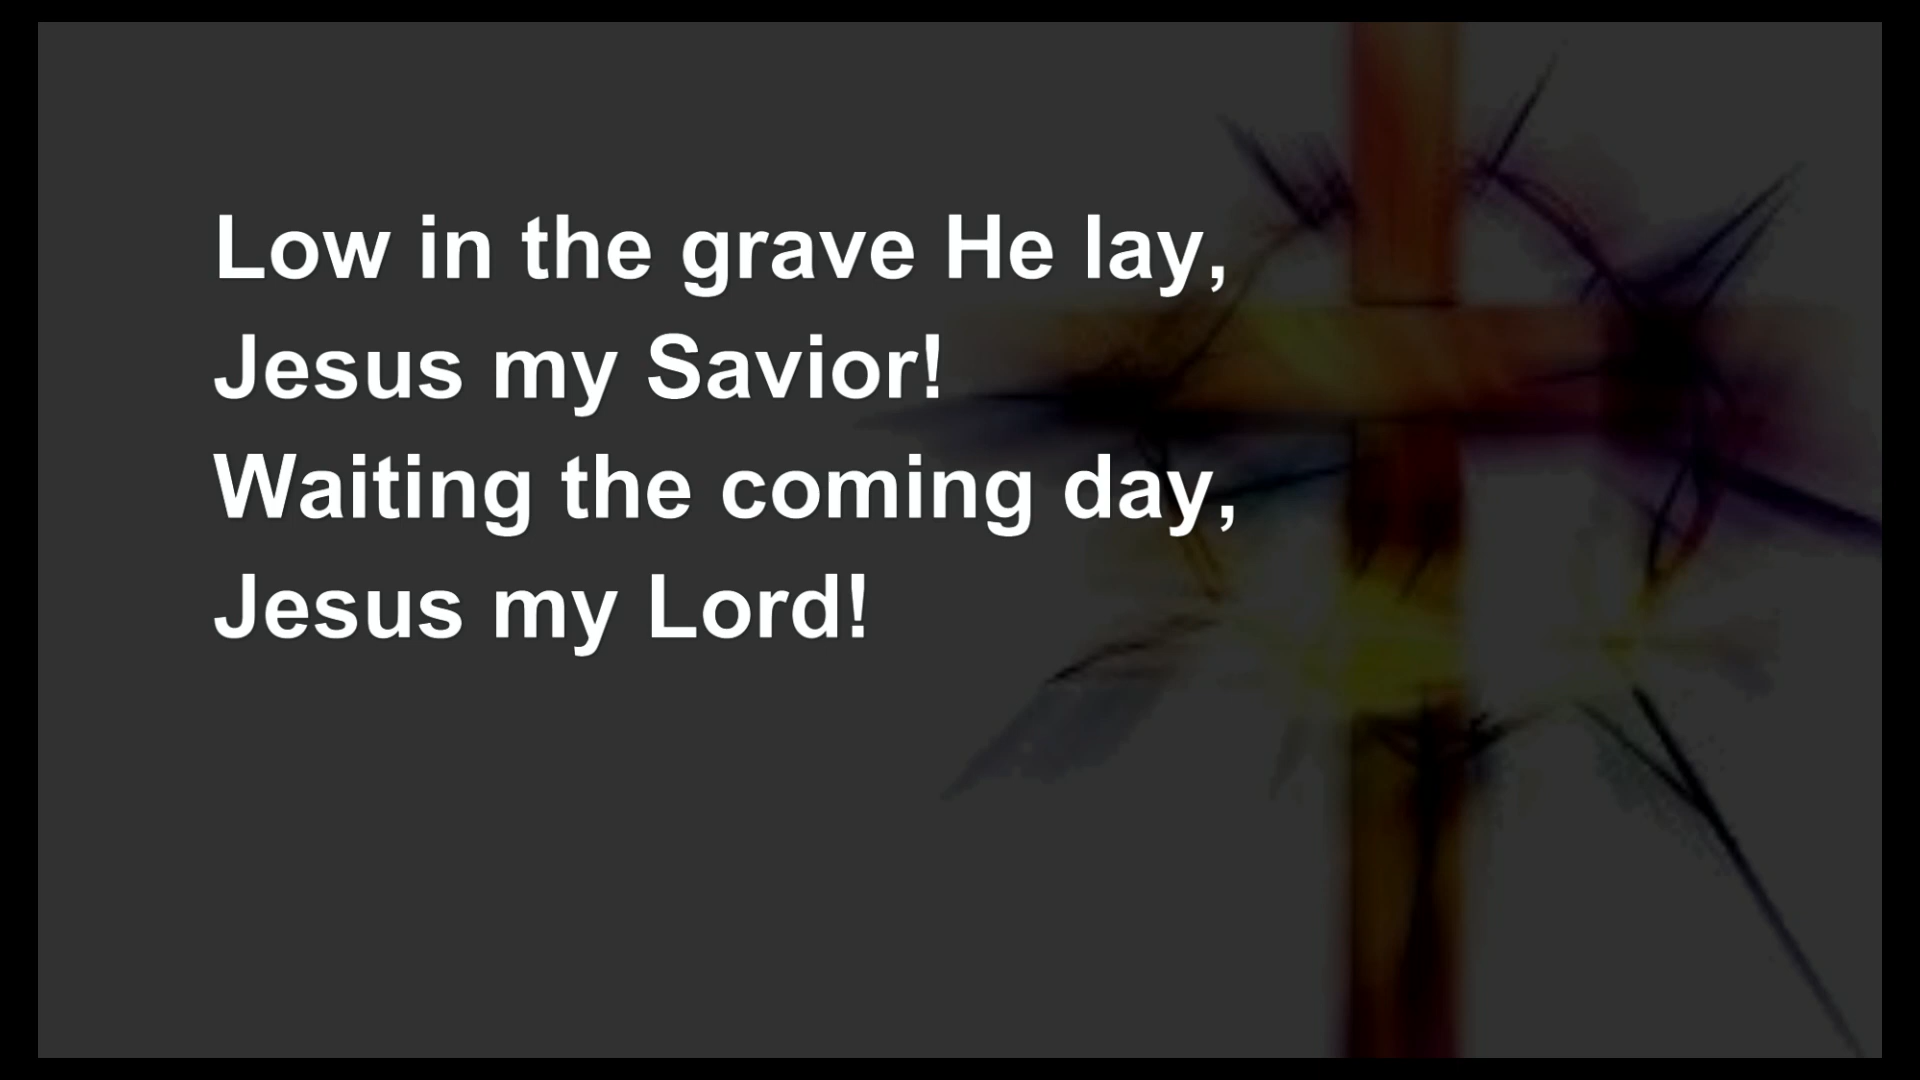 Low in the grave He lay,
Jesus my Savior!
Waiting the coming day,
Jesus my Lord!